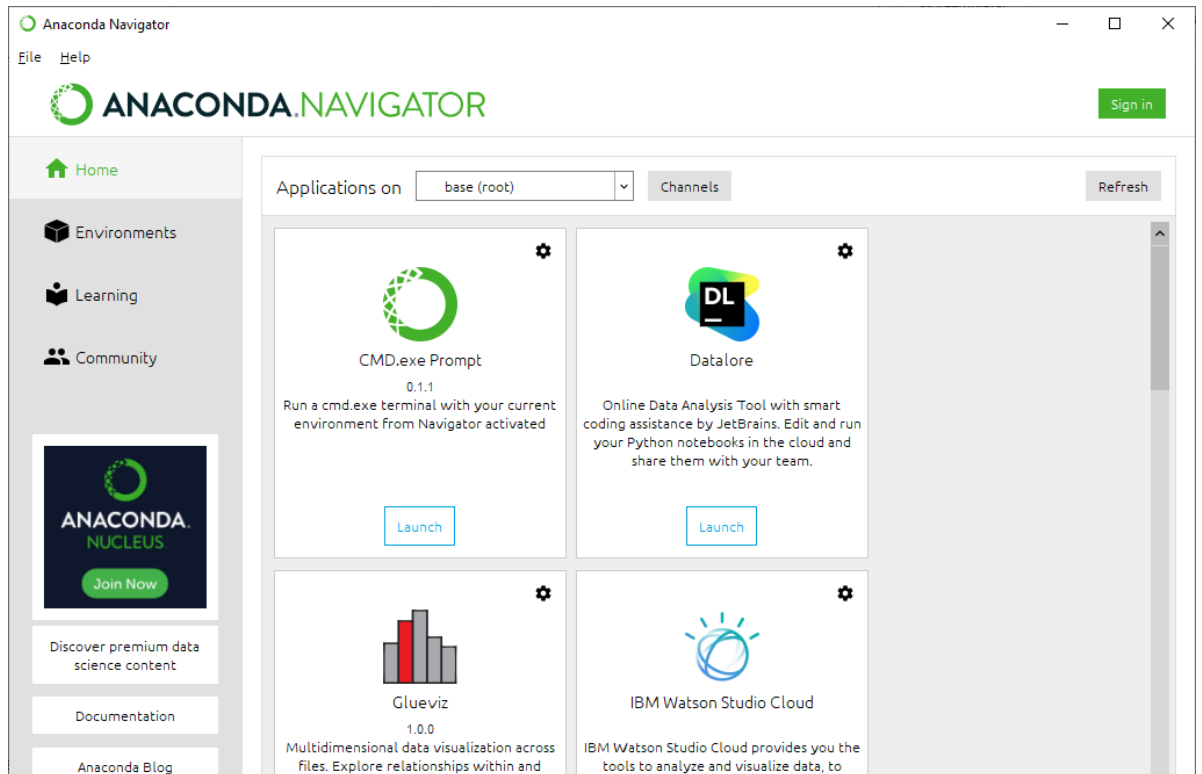 Anaconda Navigator
File Help
ANACONDA.NAVIGATOR
Sign in
Home
Environments
Learning
Community
ANACONDA.
NUCLEUS
Join Now
Discover premium data
science content
Documentation
Anaconda Blog
Applications on base (root) Channels Refresh
CMD.exe Prompt
0.1.1
Run a cmd.exe terminal with your current
environment from Navigator activated
Launch
DL
Datalore
Online Data Analysis Tool with smart
coding assistance by JetBrains. Edit and run
your Python notebooks in the cloud and
share them with your team.
Launch
Glueviz
1.0.0
Multidimensional data visualization across
files. Explore relationships within and
IBM Watson Studio Cloud
IBM Watson Studio Cloud provides you the
tools to analyze and visualize data, to